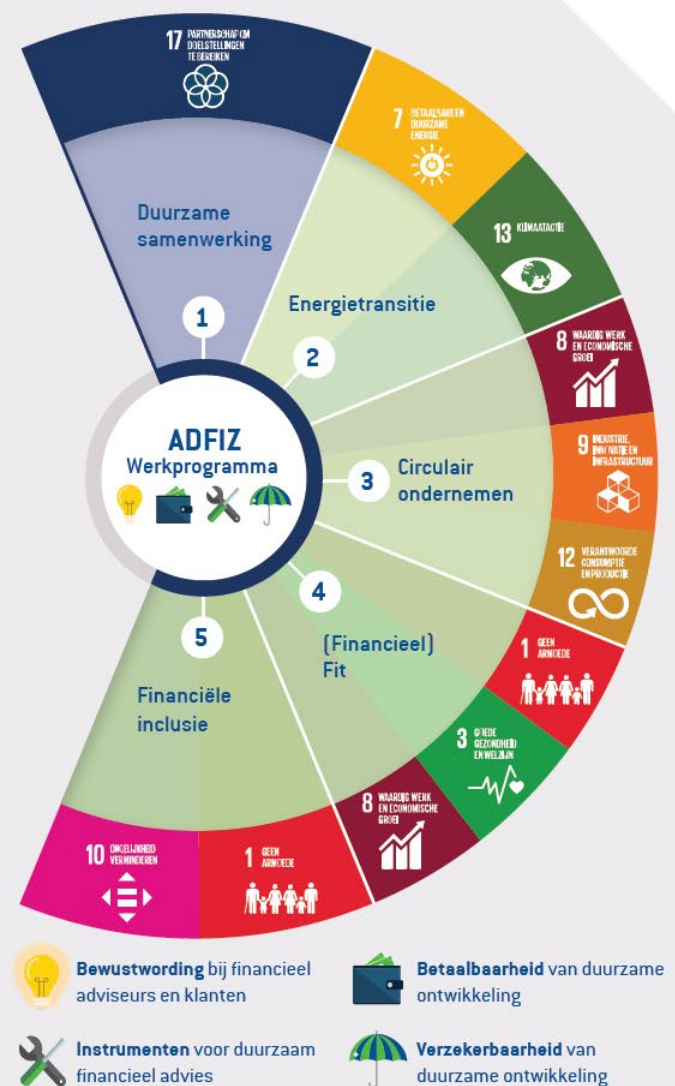 17 PARTNERSCHAP OM
DOELSTELLINGEN
TE BEREIKEN
7 BETAALBARE EN
DUURZAME
ENERGIE
13 KLIMAATACTIE
8 WAARDIG WERK
EN ECONOMISCHE
GROEI
9 INDUSTRIE,
INNOVATIE EN
INFRASTRUCTUUR
12 VERANTWOORDE
CONSUMPTIE
EN PRODUCTIE
1 GEEN
ARMOEDE
3 GOEDE
GEZONDHEID
EN WELZIJN
8 WAARDIG WERK
EN ECONOMISCHE
GROEI
1 GEEN
ARMOEDE
10 ONGELIJKHEID
VERMINDEREN
Duurzame
samenwerking
1
Energietransitie
2
ADFIZ
Werkprogramma
3 Circulair
ondernemen
4
(Financieel)
Fit
5
Financiële
inclusie
Bewustwording bij financieel
adviseurs en klanten
Betaalbaarheid van duurzame
ontwikkeling
Instrumenten voor duurzaam
financieel advies
Verzekerbaarheid van
duurzame ontwikkeling